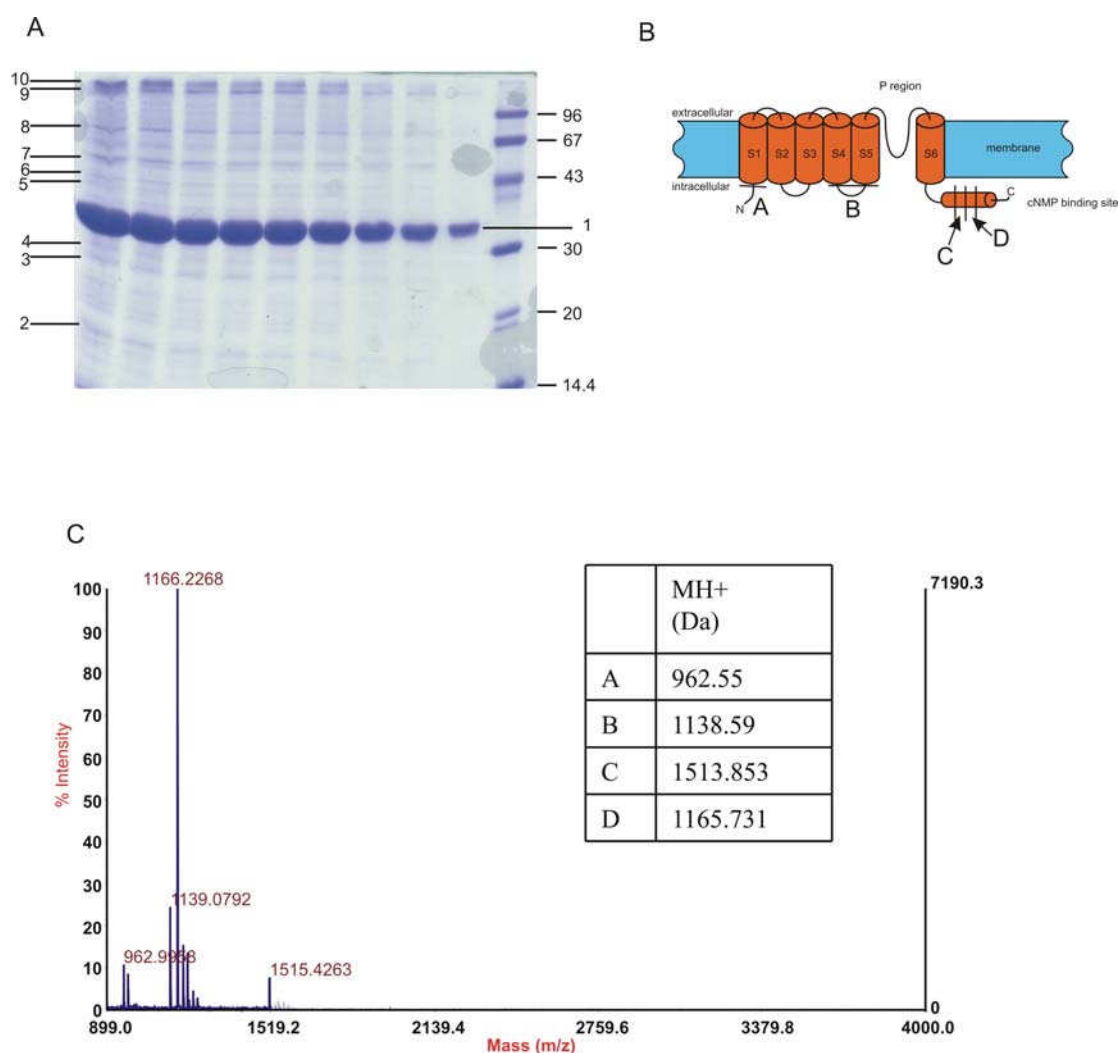 A
10
9
8
7
6
5
4
3
2
96
67
43
1
30
20
14.4
B
P region
extracellular
S1 S2 S3 S4 S5 S6
membrane
intracellular
N
A
B
C
cNMP binding site
C
D
C
100
90
80
70
60
50
40
30
20
10
0
% Intensity
1166.2268
1139.0792
1515.4263
7190.3
0
899.0 1519.2 2139.4 2759.6 3379.8 4000.0
Mass (m/z)
MH+
(Da)
A 962.55
B 1138.59
C 1513.853
D 1165.731